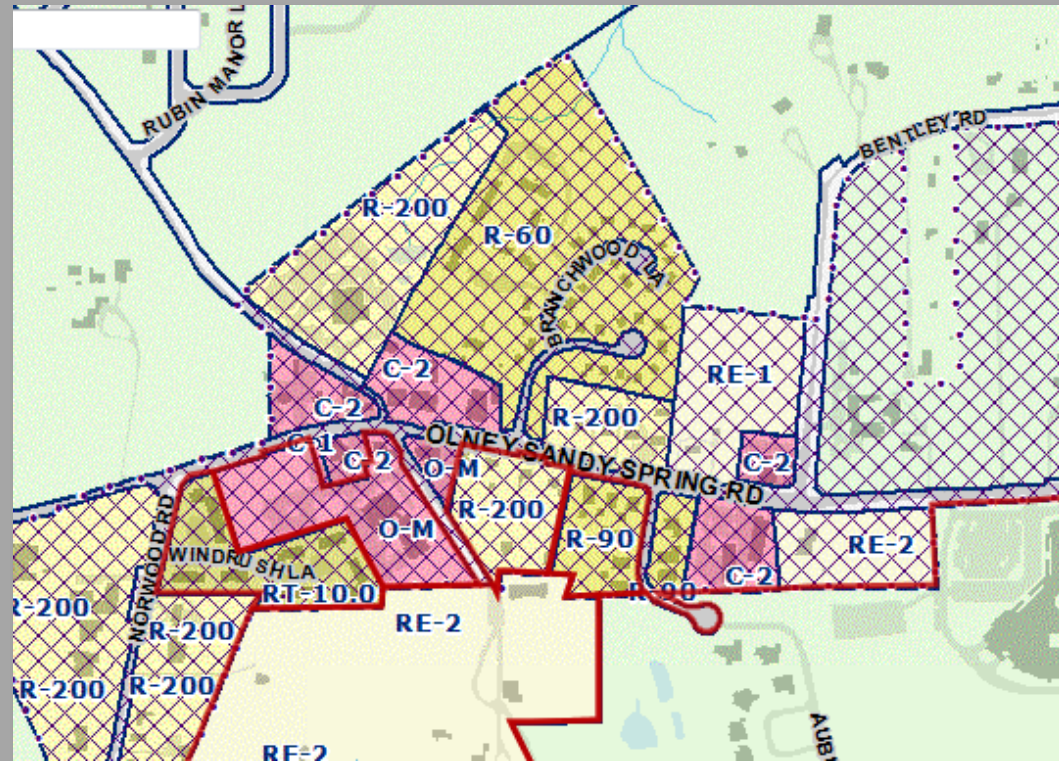 RUBIN MANOR L
BENTLEY RD
R-200
R-60
BRANCHWOOD LA
C-2
RE-1
C-2
R-200
C-1
OLNEY-SANDY-SPRING RD
C-2
O-M
C-2
R-200
O-M
R-90
RE-2
NORWOOD RD
WINDRUSH LA
C-2
RT-10.0
R-90
R-200
RE-2
R-200
R-200
R-200
AUB
RE-2